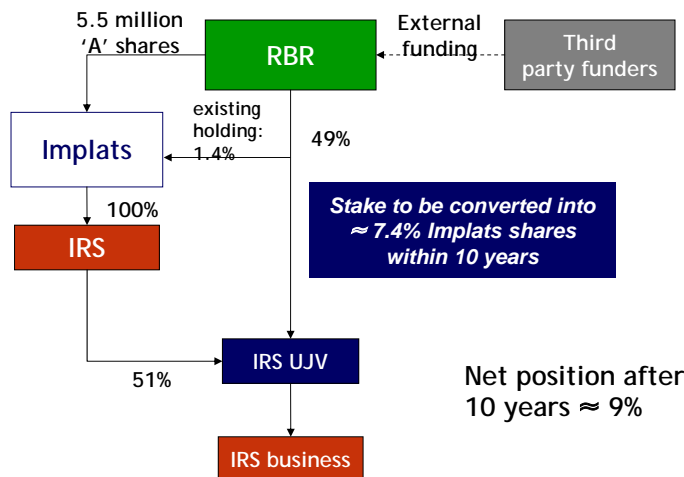 5.5 million
‘A’ shares
RBR
External
funding
Third
party funders
existing
holding:
1.4%
49%
Implats
100%
Stake to be converted into
≈ 7.4% Implats shares
within 10 years
IRS
IRS UJV
51%
Net position after
10 years ≈ 9%
IRS business